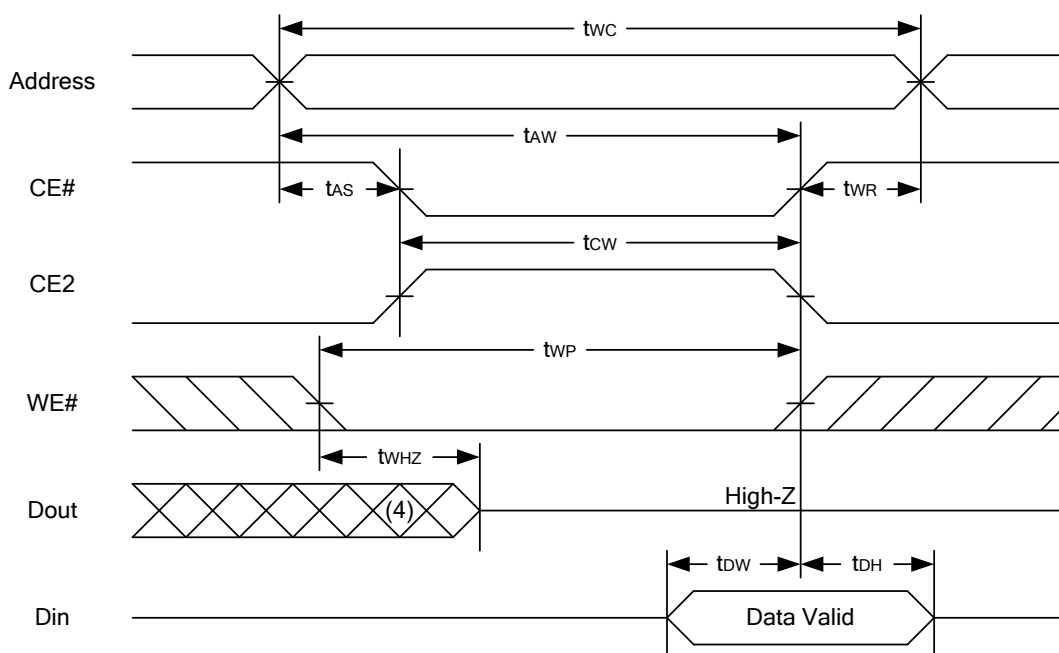 tWC
Address
tAW
CE#
tAS
tWR
tCW
CE2
tWP
WE#
tWHZ
Dout
(4)
High-Z
tDW
tDH
Din
Data Valid